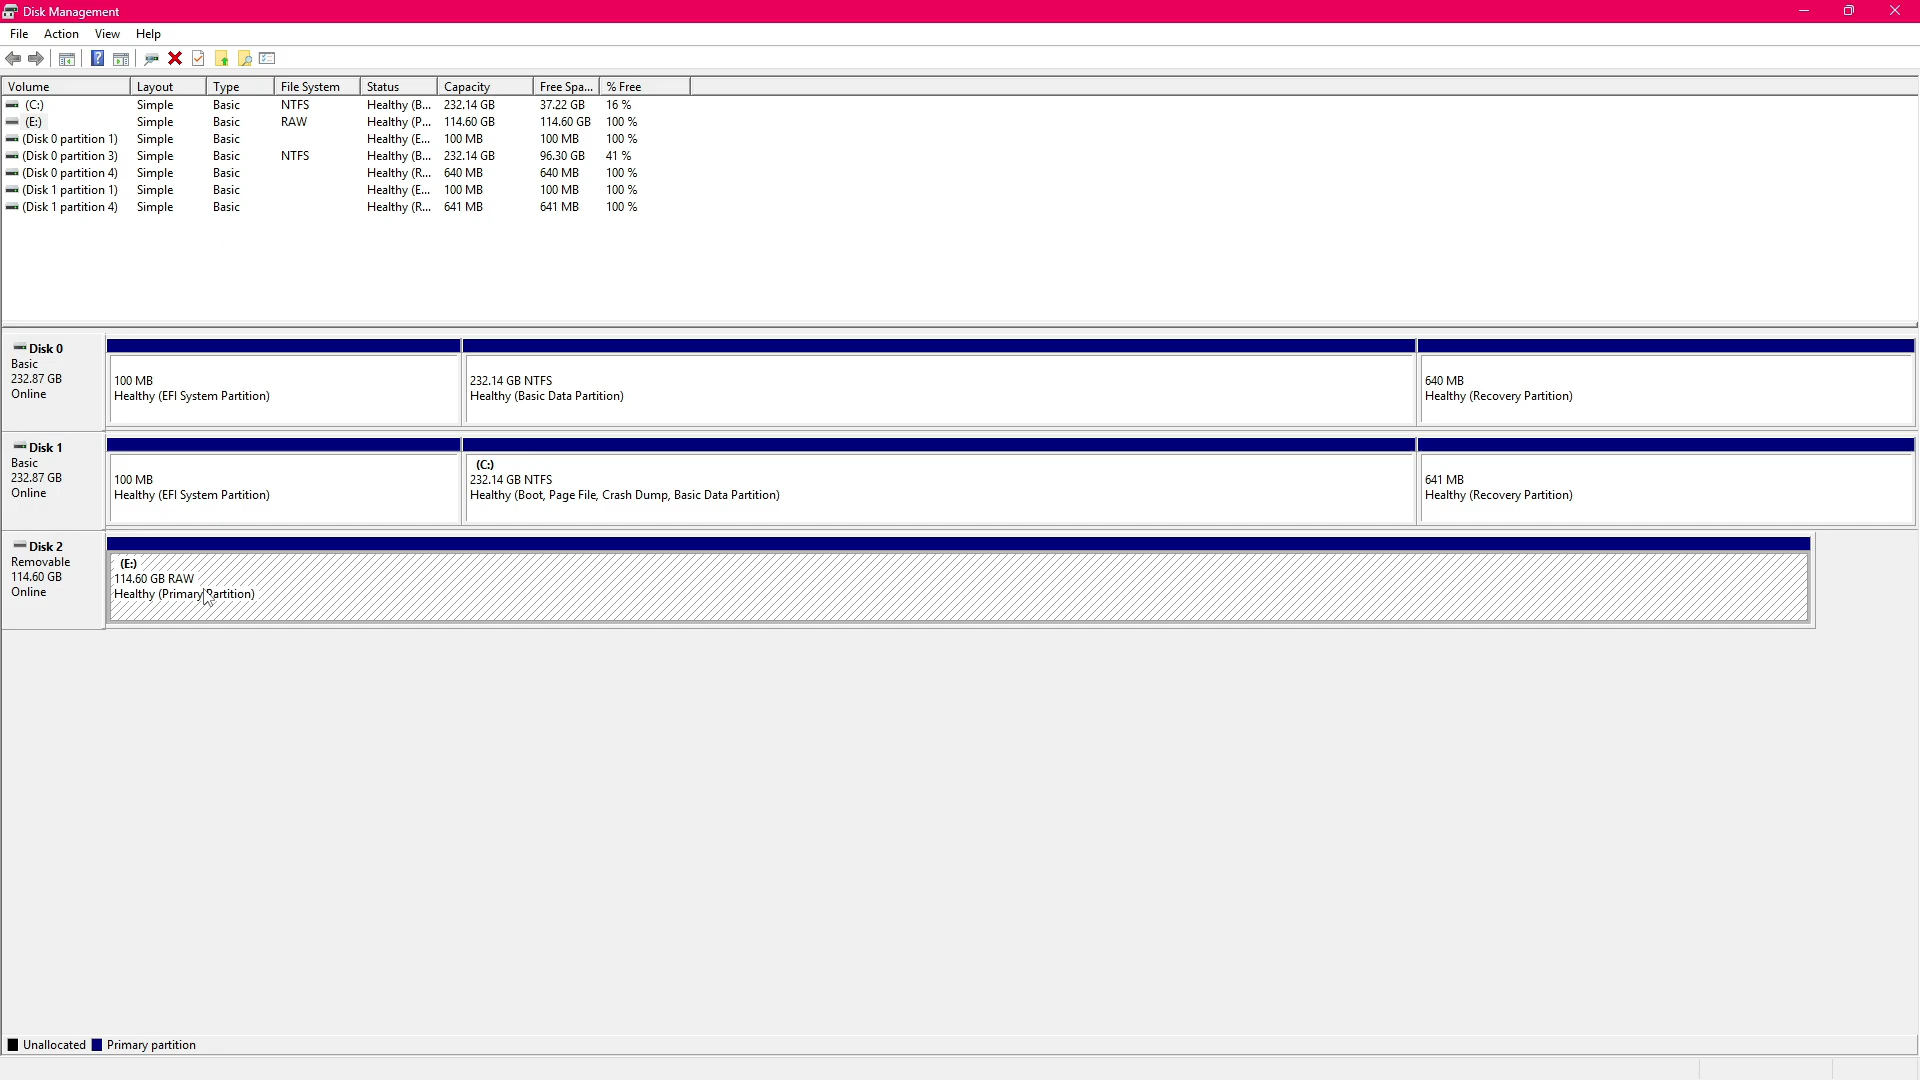 Disk Management
File Action View Help
Volume Layout Type File System Status Capacity Free Spa... % Free
(C:) Simple Basic NTFS Healthy (B... 232.14 GB 37.22 GB 16 %
(E:) Simple Basic RAW Healthy (P... 114.60 GB 114.60 GB 100 %
(Disk 0 partition 1) Simple Basic Healthy (E... 100 MB 100 MB 100 %
(Disk 0 partition 3) Simple Basic NTFS Healthy (B... 232.14 GB 96.30 GB 41 %
(Disk 0 partition 4) Simple Basic Healthy (R... 640 MB 640 MB 100 %
(Disk 1 partition 1) Simple Basic Healthy (E... 100 MB 100 MB 100 %
(Disk 1 partition 4) Simple Basic Healthy (R... 641 MB 641 MB 100 %
Disk 0
Basic
232.87 GB
Online
100 MB
Healthy (EFI System Partition)
232.14 GB NTFS
Healthy (Basic Data Partition)
640 MB
Healthy (Recovery Partition)
Disk 1
Basic
232.87 GB
Online
100 MB
Healthy (EFI System Partition)
(C:)
232.14 GB NTFS
Healthy (Boot, Page File, Crash Dump, Basic Data Partition)
641 MB
Healthy (Recovery Partition)
Disk 2
Removable
114.60 GB
Online
(E:)
114.60 GB RAW
Healthy (Primary Partition)
Unallocated Primary partition